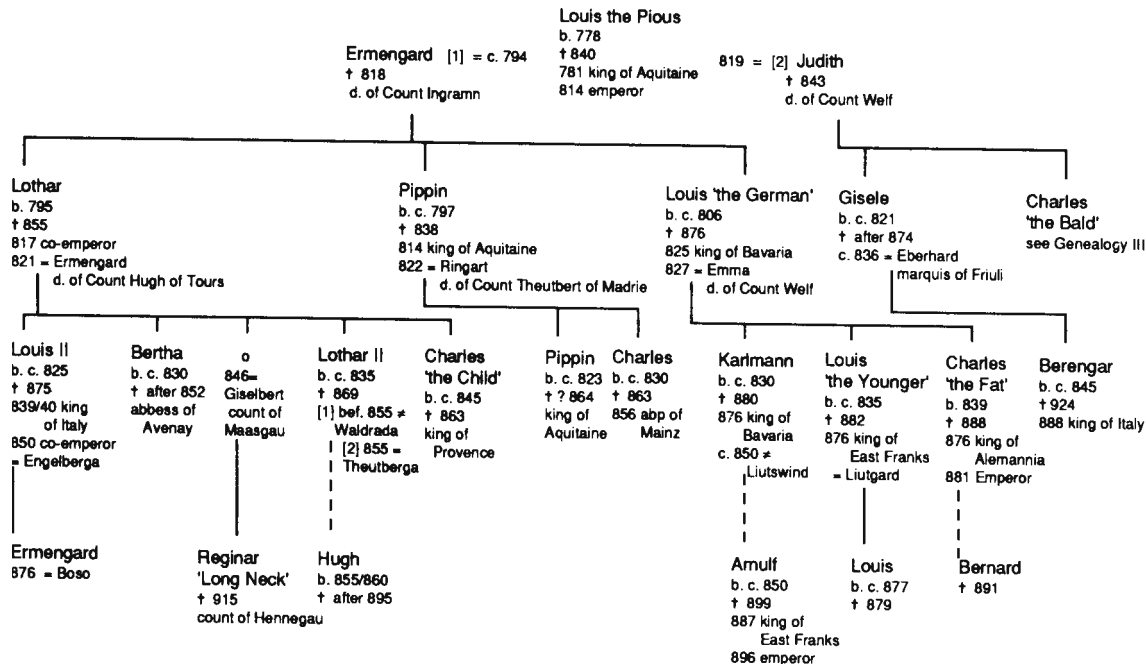 Louis the Pious
b. 778
† 840
781 king of Aquitaine
814 emperor
Ermengard [1] = c. 794
† 818
d. of Count Ingramn
819 = [2] Judith
† 843
d. of Count Welf
Lothar
b. 795
† 855
817 co-emperor
821 = Ermengard
d. of Count Hugh of Tours
Pippin
b. c. 797
† 838
814 king of Aquitaine
822 = Ringart
d. of Count Theutbert of Madrie
Louis 'the German'
b. c. 806
† 876
825 king of Bavaria
827 = Emma
d. of Count Welf
Gisele
b. c. 821
† after 874
c. 836 = Eberhard
marquis of Friuli
Charles
'the Bald'
see Genealogy III
Louis II
b. c. 825
† 875
839/40 king
of Italy
850 co-emperor
= Engelberga
Bertha
b. c. 830
† after 852
abbess of
Avenay
o
846=
Giselbert
count of
Maasgau
Lothar II
b. c. 835
† 869
[1] bef. 855 ≠
Waldrada
[2] 855 =
Theutberga
Charles
'the Child'
b. c. 845
† 863
king of
Provence
Pippin
b. c. 823
† ? 864
king of
Aquitaine
Charles
b. c. 830
† 863
856 abp of
Mainz
Karlmann
b. c. 830
† 880
876 king of
Bavaria
c. 850 ≠
Liutswind
Louis
'the Younger'
b. c. 835
† 882
876 king of
East Franks
= Liutgard
Charles
'the Fat'
b. 839
† 888
876 king of
Alemannia
881 Emperor
Berengar
b. c. 845
† 924
888 king of Italy
Ermengard
876 = Boso
Reginar
'Long Neck'
† 915
count of Hennegau
Hugh
b. 855/860
† after 895
Arnulf
b. c. 850
† 899
887 king of
East Franks
896 emperor
Louis
b. c. 877
† 879
Bernard
† 891